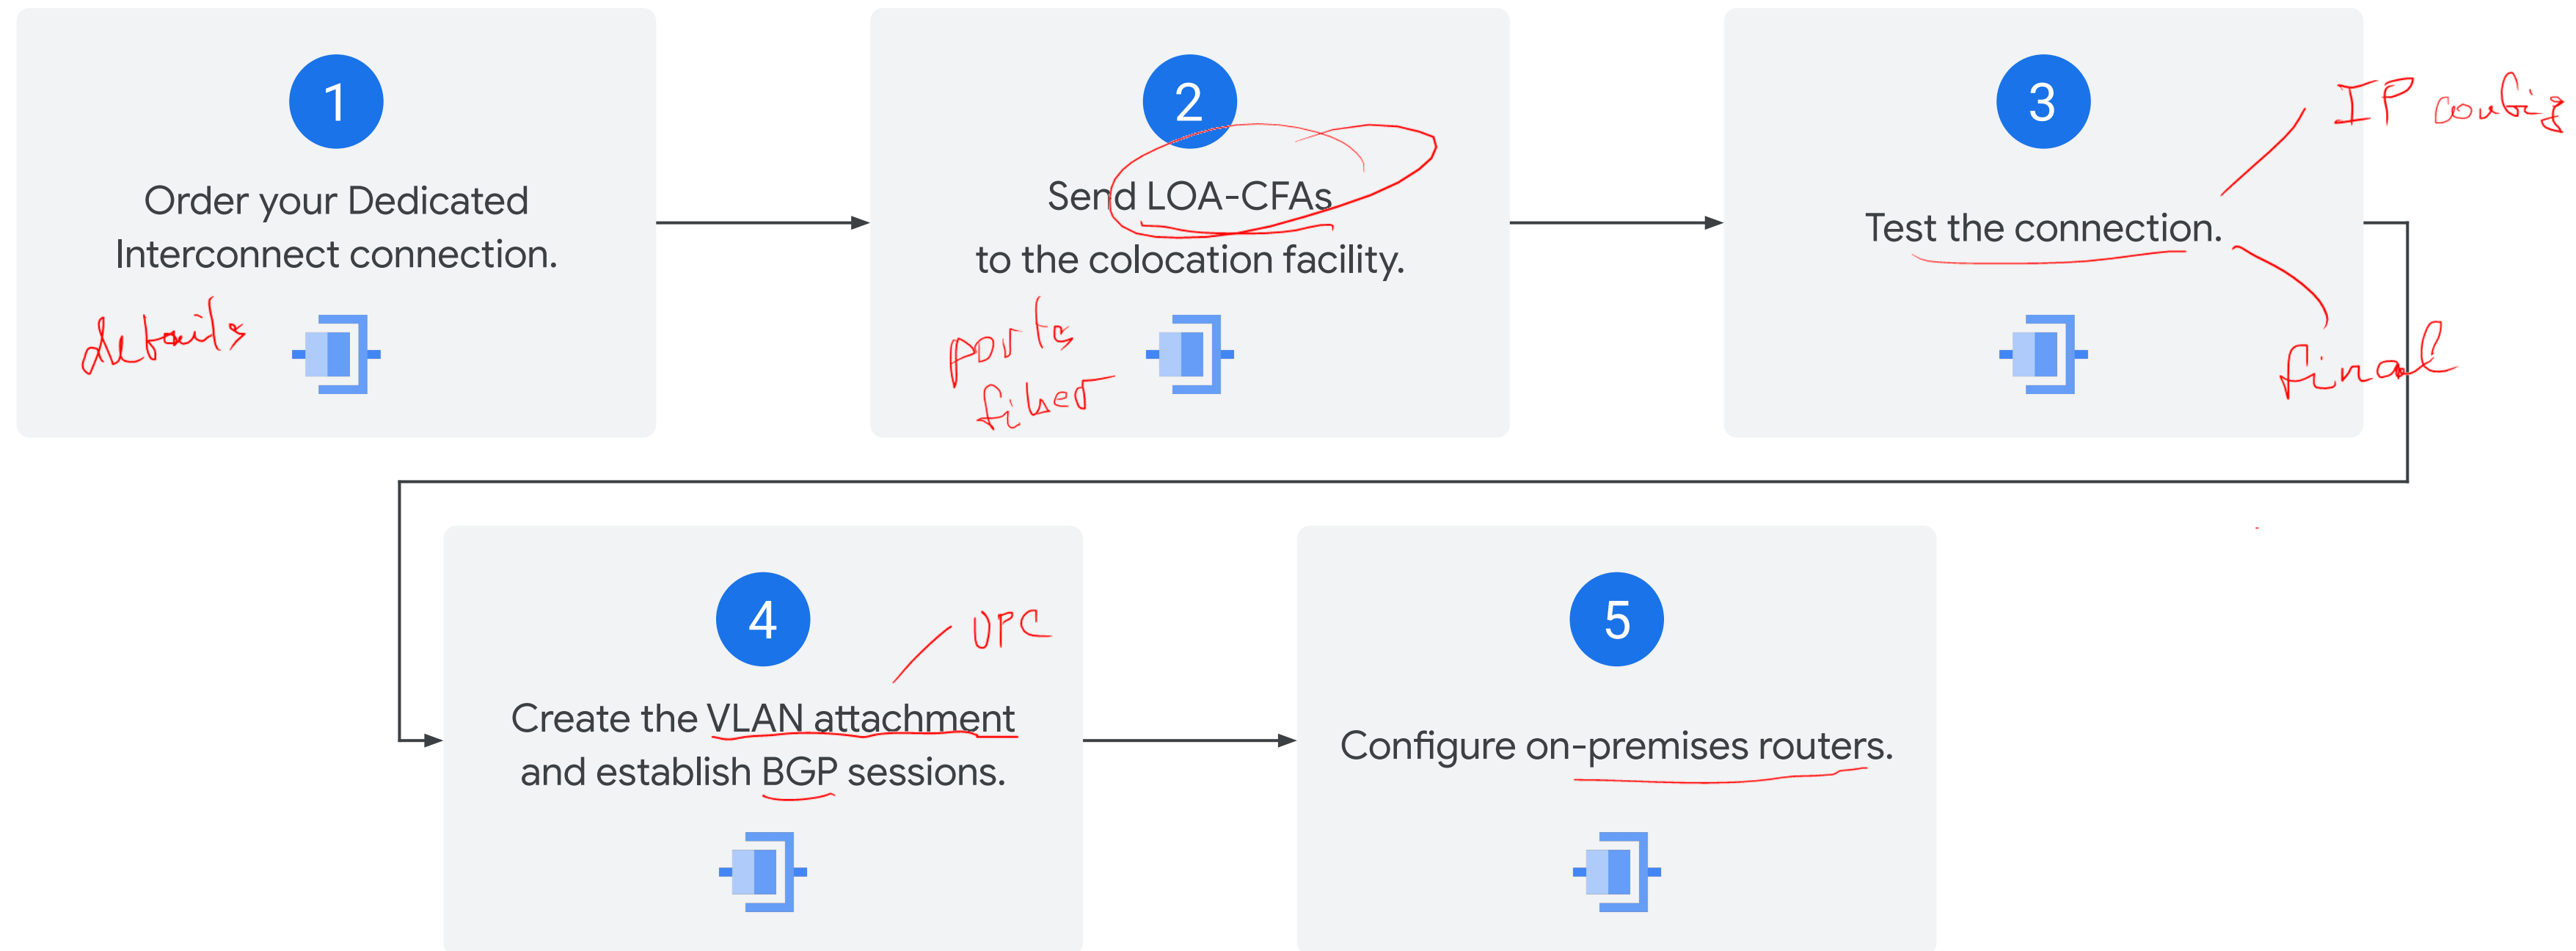 1
Order your Dedicated
Interconnect connection.
details
2
Send LOA-CFAs
to the colocation facility.
ports
fiber
3
Test the connection.
IP config
final
4
VPC
Create the VLAN attachment
and establish BGP sessions.
5
Configure on-premises routers.